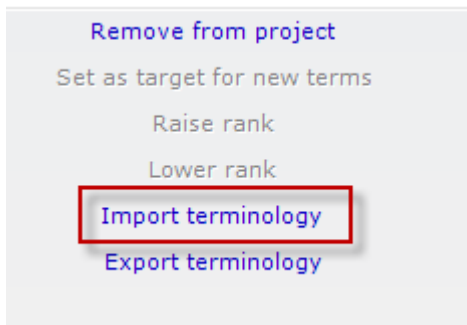 Remove from project
Set as target for new terms
Raise rank
Lower rank
Import terminology
Export terminology